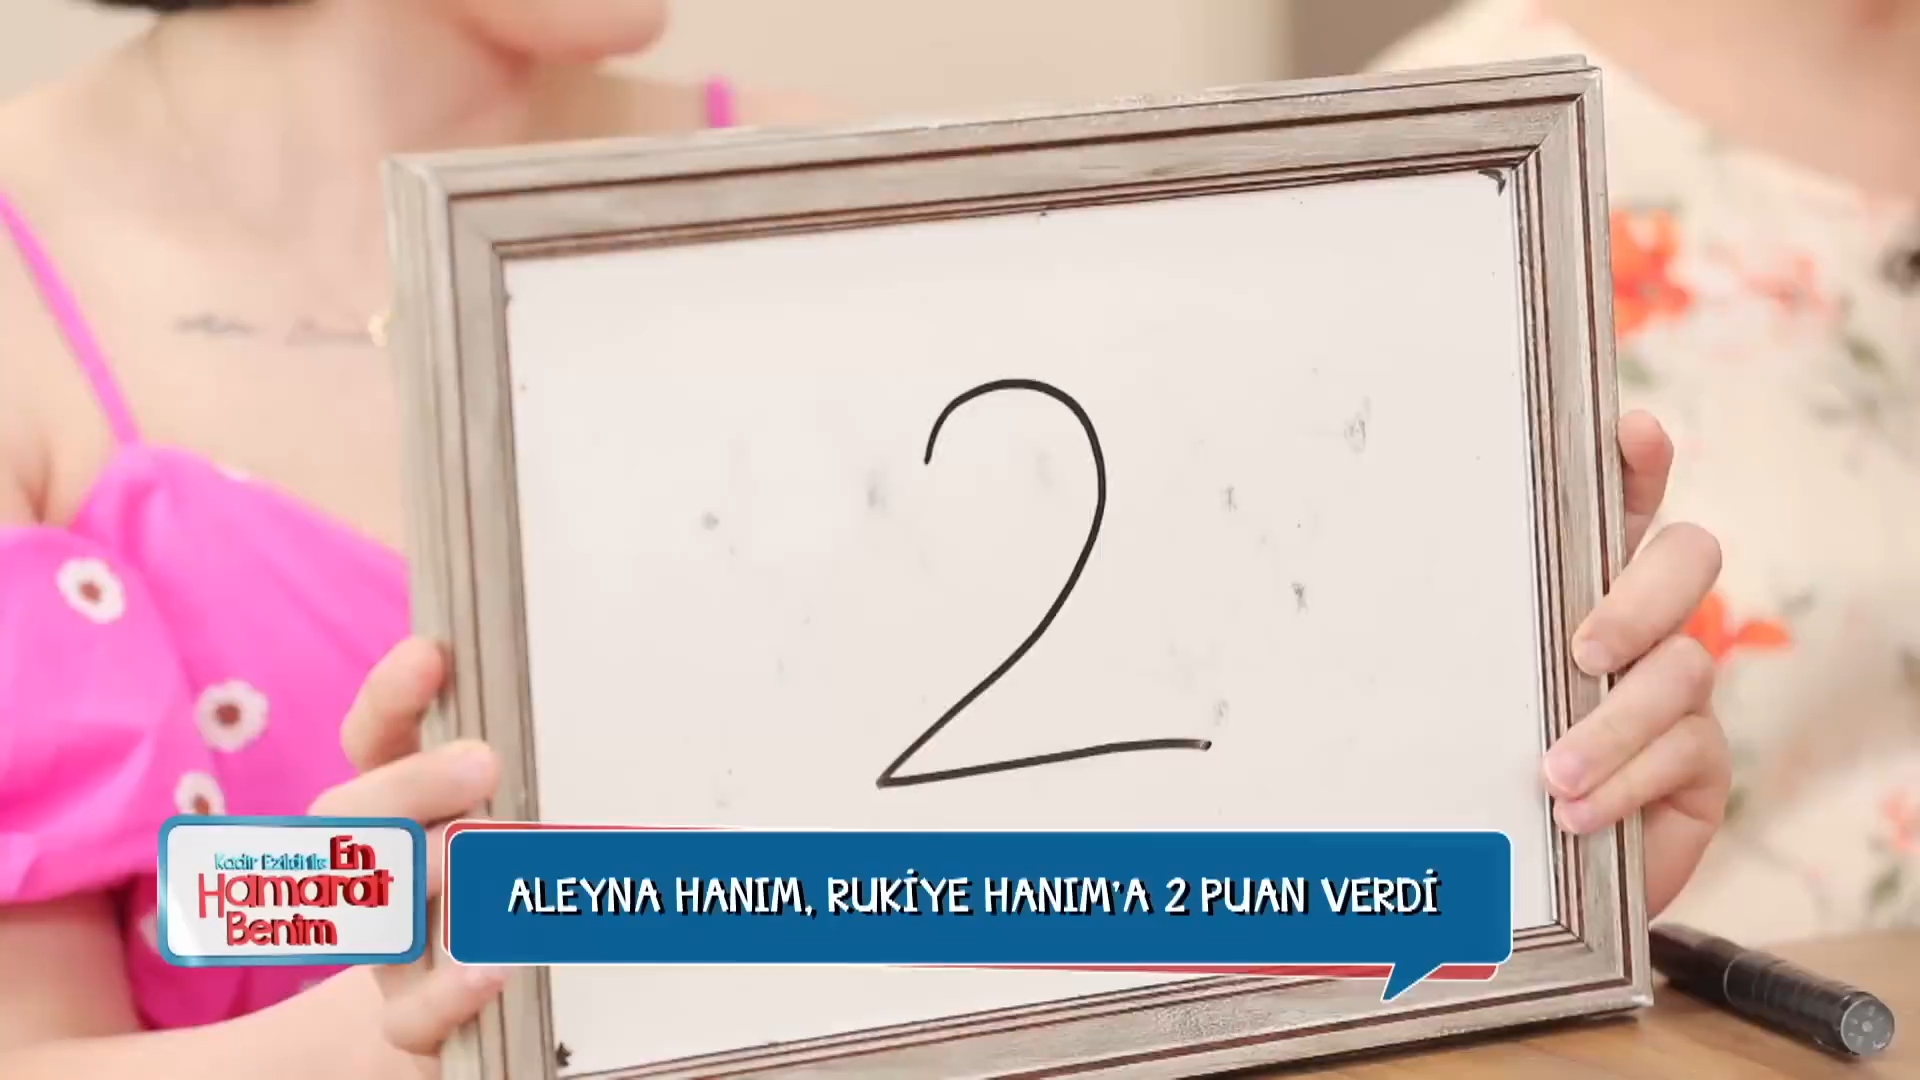 2
Kadir Ezildi ile En
Hamarat
Benim
ALEYNA HANIM, RUKİYE HANIM'A 2 PUAN VERDİ